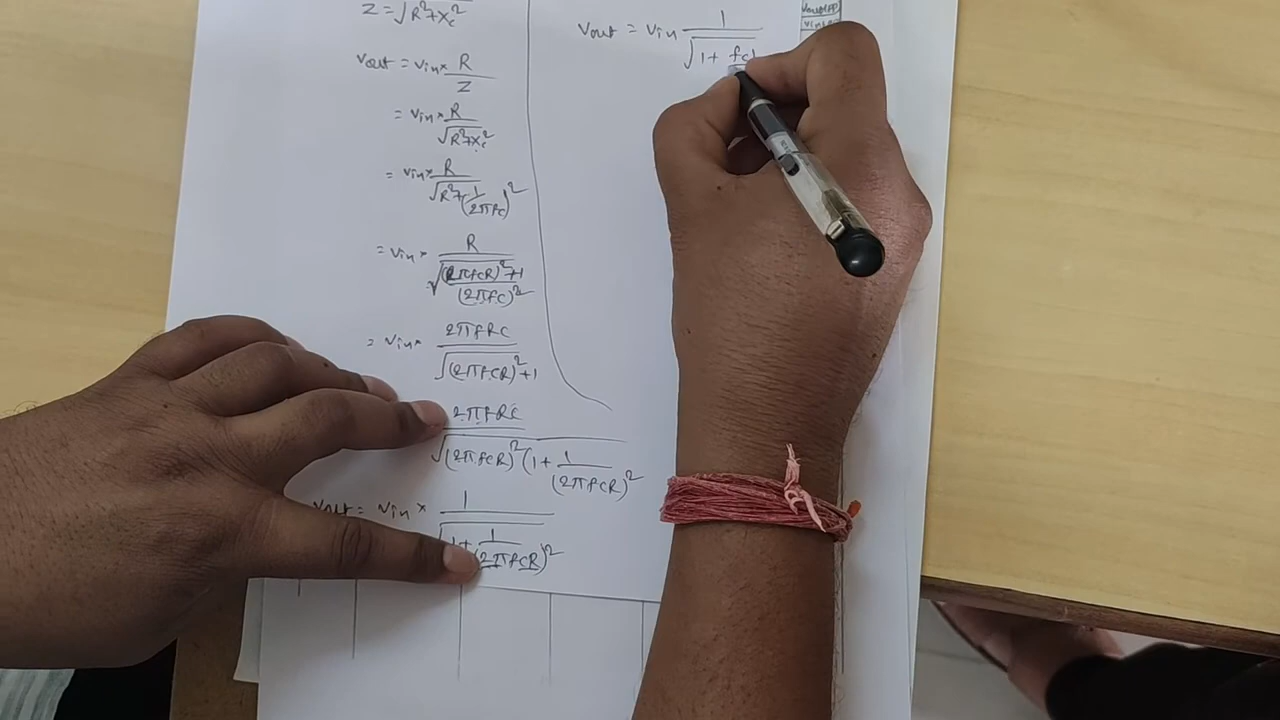 Z = √R²+Xc²
Vout = Vin × R/Z
= Vin × R/√R²+Xc²
= Vin × R/√R²+(1/2πfC)²
= Vin × R/√(2πfCR)²+1/(2πfC)²
= Vin × 2πfRC/√(2πfCR)²+1
2πfRC/√(2πfCR)²(1+1/(2πfCR)²
Vout = Vin × 1/√1+1/(2πfCR)²
Vout = Vin 1/√1+fc